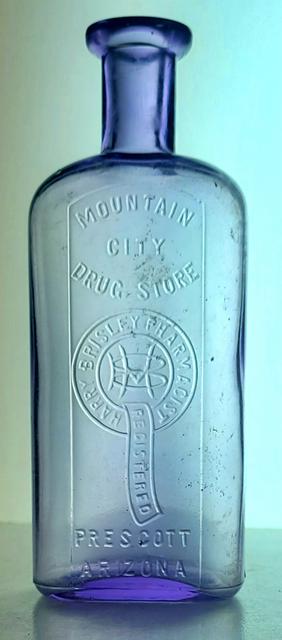 MOUNTAIN
CITY
DRUG STORE
HARRY BRISLEY PHARMACIST
HB
REGISTERED
PRESCOTT
ARIZONA